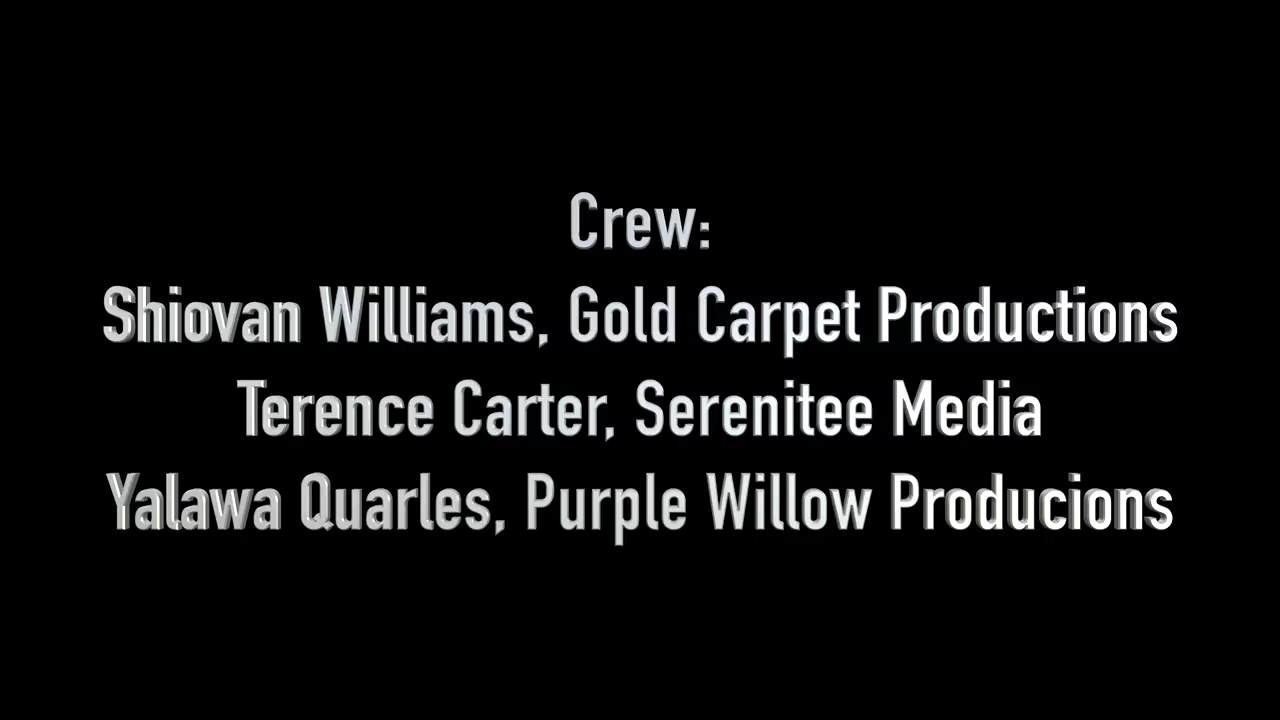 Crew:
Shiovan Williams, Gold Carpet Productions
Terence Carter, Serenitee Media
Yalawa Quarles, Purple Willow Producions